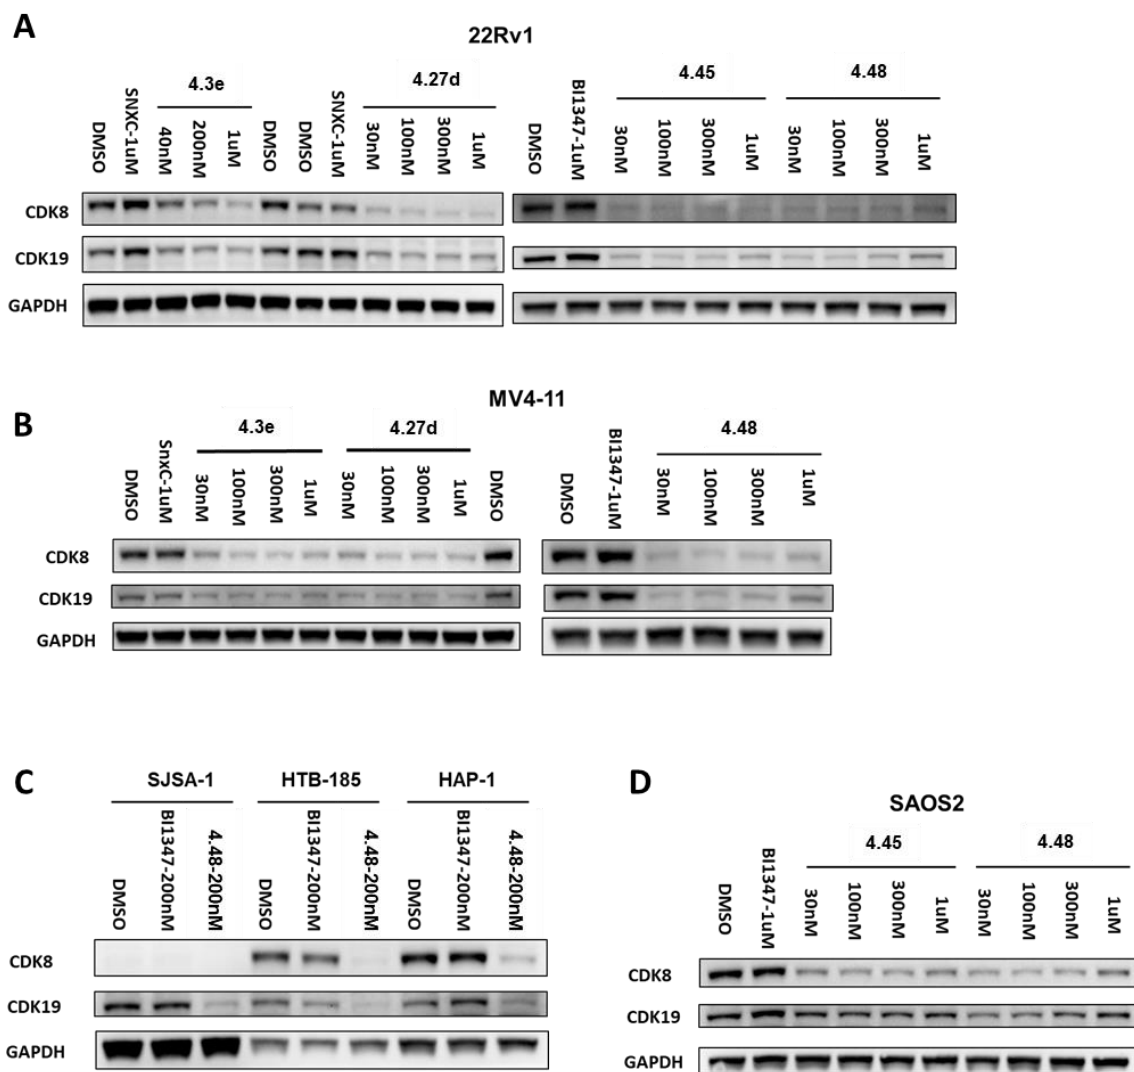 A
22Rv1
4.3e
4.27d
4.45
4.48
DMSO
SNXC-1uM
40nM
200nM
1uM
DMSO
DMSO
SNXC-1uM
30nM
100nM
300nM
1uM
DMSO
BI1347-1uM
30nM
100nM
300nM
1uM
30nM
100nM
300nM
1uM
CDK8
CDK19
GAPDH
B
MV4-11
4.3e
4.27d
4.48
DMSO
SnxC-1uM
30nM
100nM
300nM
1uM
30nM
100nM
300nM
1uM
DMSO
DMSO
BI1347-1uM
30nM
100nM
300nM
1uM
CDK8
CDK19
GAPDH
C
SJSA-1
HTB-185
HAP-1
DMSO
BI1347-200nM
4.48-200nM
DMSO
BI1347-200nM
4.48-200nM
DMSO
BI1347-200nM
4.48-200nM
CDK8
CDK19
GAPDH
D
SAOS2
4.45
4.48
DMSO
BI1347-1uM
30nM
100nM
300nM
1uM
30nM
100nM
300nM
1uM
CDK8
CDK19
GAPDH